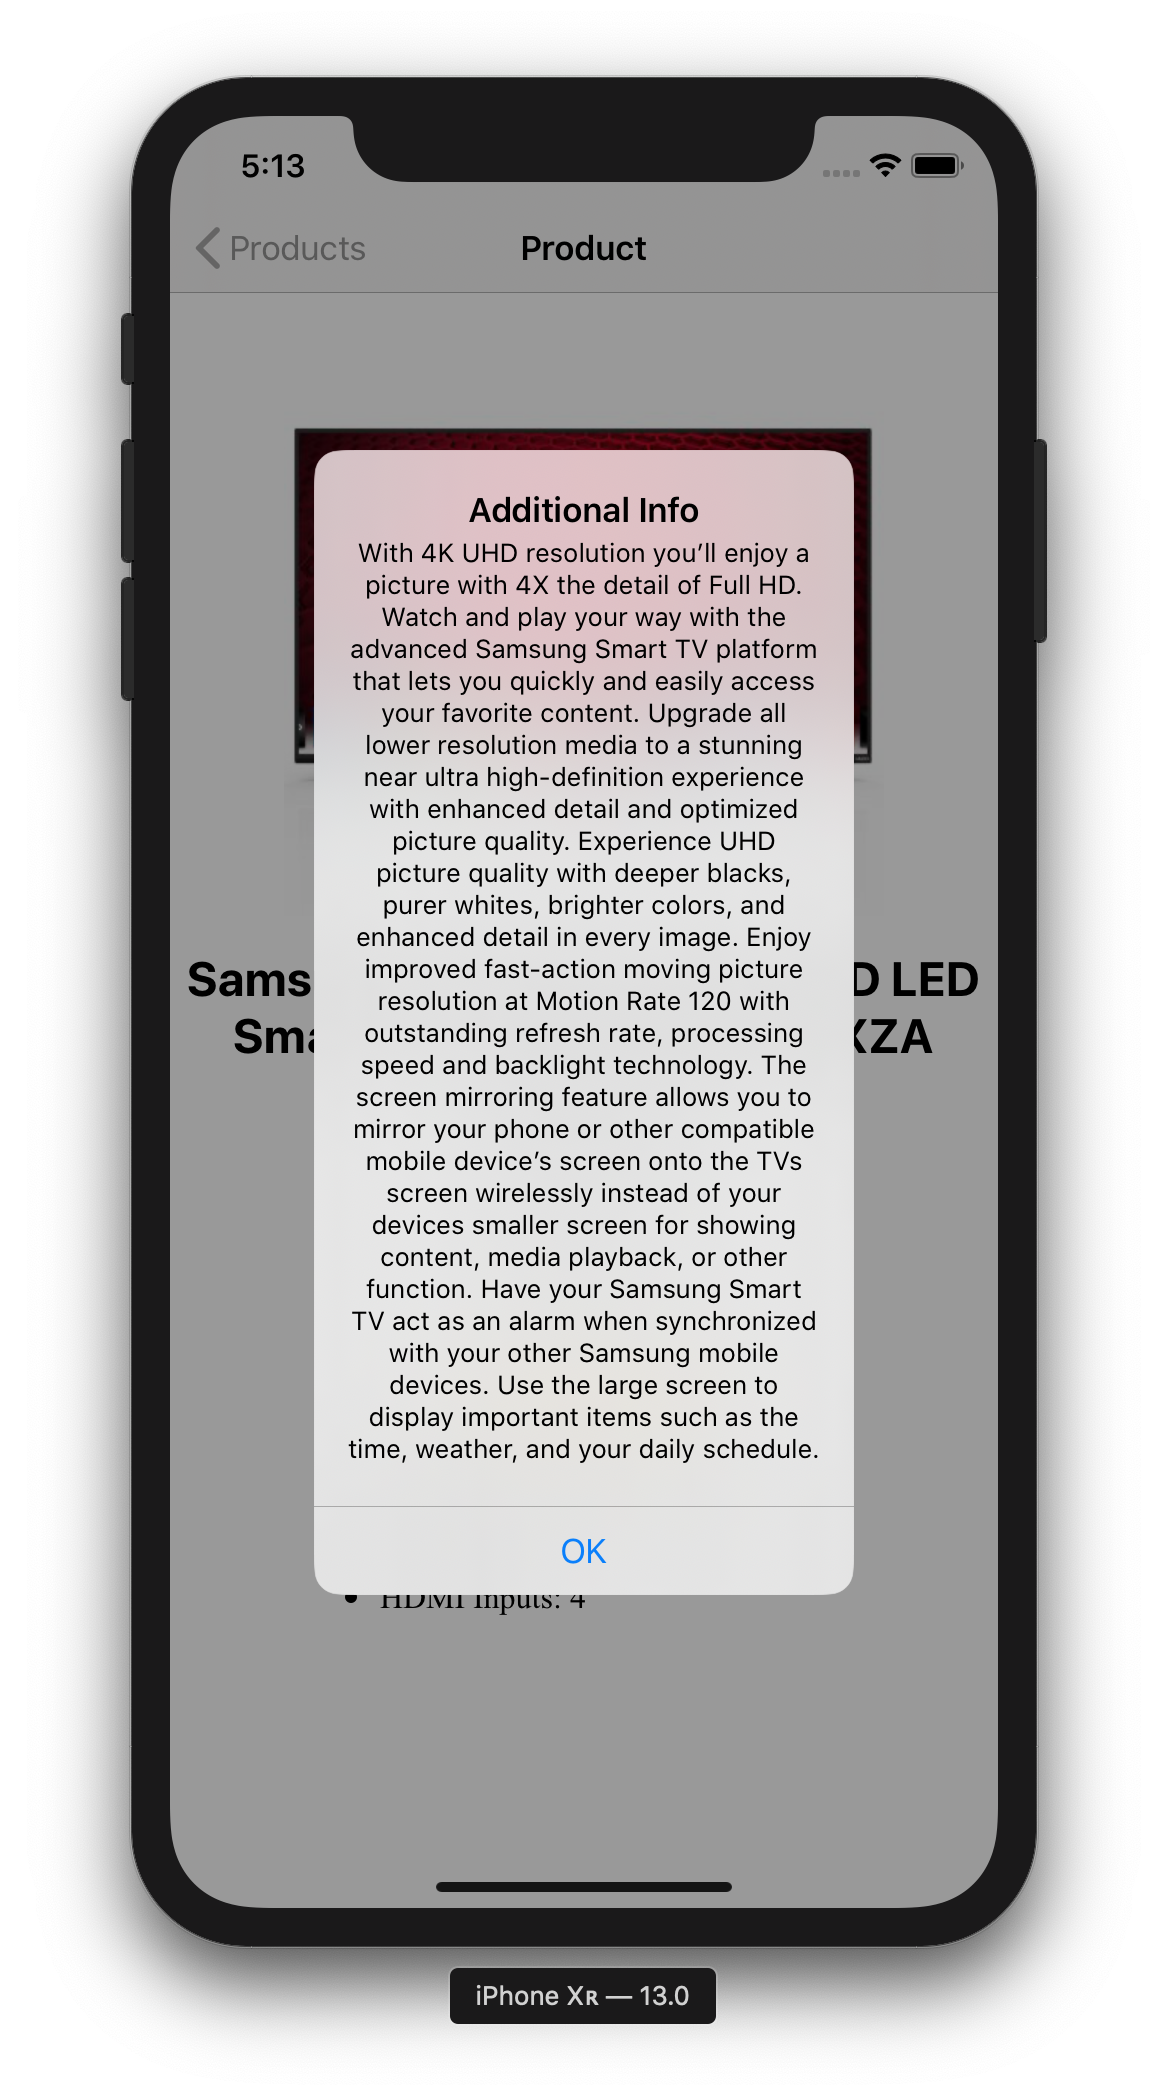 5:13
Products
Product
Additional Info
With 4K UHD resolution you’ll enjoy a
picture with 4X the detail of Full HD.
Watch and play your way with the
advanced Samsung Smart TV platform
that lets you quickly and easily access
your favorite content. Upgrade all
lower resolution media to a stunning
near ultra high-definition experience
with enhanced detail and optimized
picture quality. Experience UHD
picture quality with deeper blacks,
purer whites, brighter colors, and
enhanced detail in every image. Enjoy
improved fast-action moving picture
resolution at Motion Rate 120 with
outstanding refresh rate, processing
speed and backlight technology. The
screen mirroring feature allows you to
mirror your phone or other compatible
mobile device’s screen onto the TVs
screen wirelessly instead of your
devices smaller screen for showing
content, media playback, or other
function. Have your Samsung Smart
TV act as an alarm when synchronized
with your other Samsung mobile
devices. Use the large screen to
display important items such as the
time, weather, and your daily schedule.
OK
Sams D LED
Sma XZA
• HDMI Inputs: 4
iPhone Xʀ — 13.0